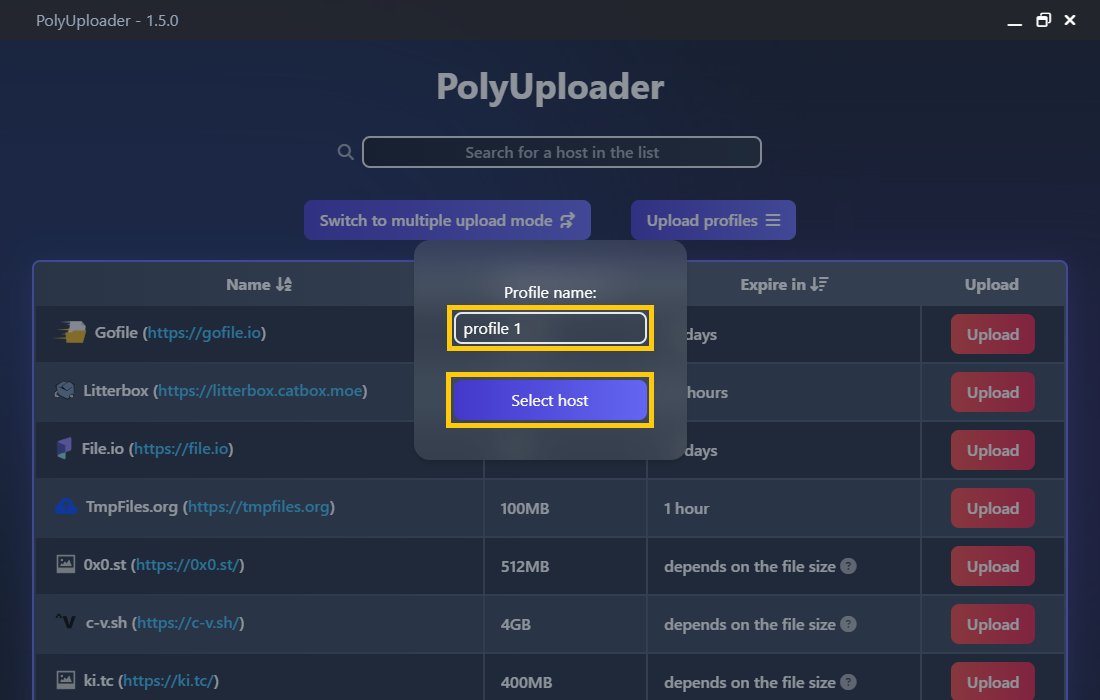 PolyUploader - 1.5.0
PolyUploader
Search for a host in the list
Switch to multiple upload mode
Upload profiles
Name
Expire in
Upload
Profile name:
profile 1
Select host
Gofile (https://gofile.io)
days
Upload
Litterbox (https://litterbox.catbox.moe)
hours
Upload
File.io (https://file.io)
days
Upload
TmpFiles.org (https://tmpfiles.org)
100MB
1 hour
Upload
0x0.st (https://0x0.st/)
512MB
depends on the file size ?
Upload
c-v.sh (https://c-v.sh/)
4GB
depends on the file size ?
Upload
ki.tc (https://ki.tc/)
400MB
depends on the file size ?
Upload